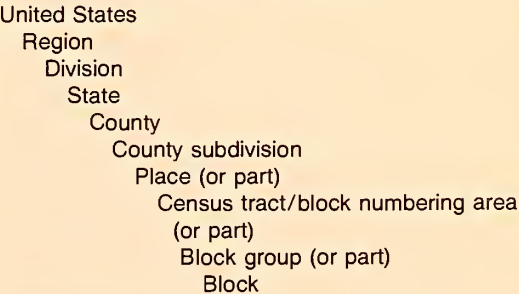 United States
Region
Division
State
County
County subdivision
Place (or part)
Census tract/block numbering area
(or part)
Block group (or part)
Block